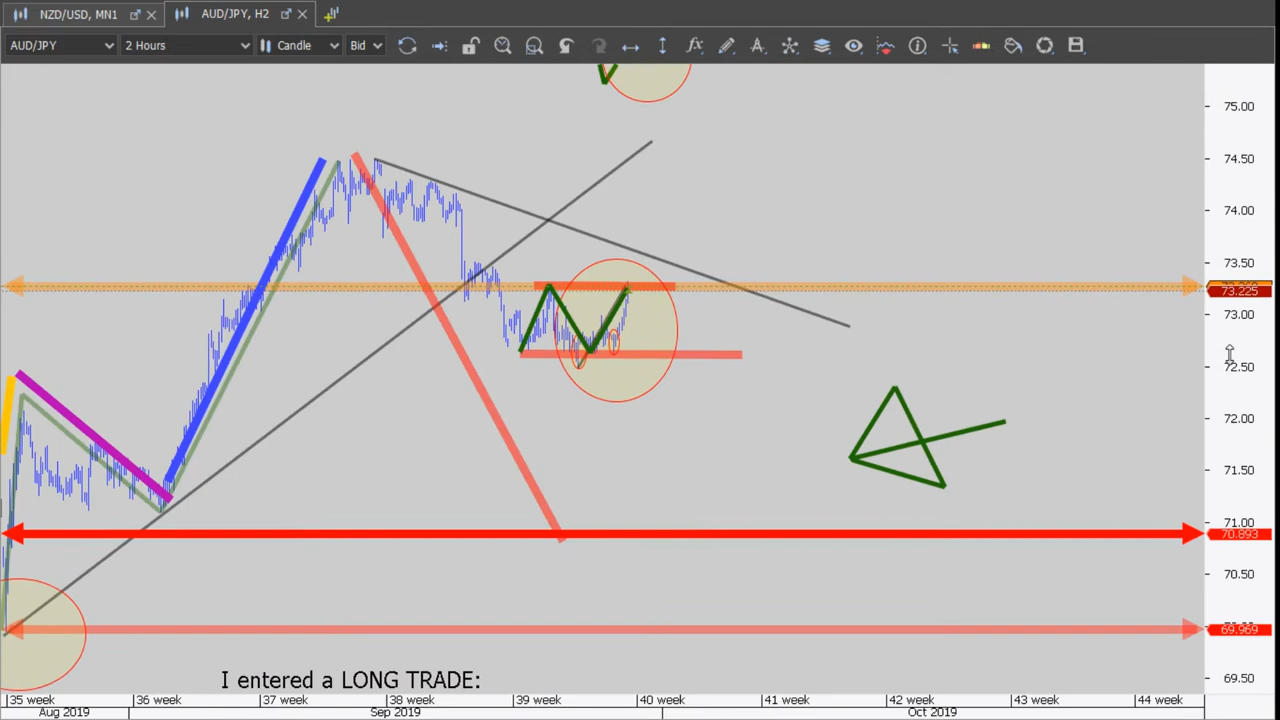 NZD/USD, MN1
AUD/JPY, H2
AUD/JPY
2 Hours
Candle
Bid
75.00
74.50
74.00
73.50
73.225
73.00
72.50
72.00
71.50
71.00
70.893
70.50
69.969
69.50
I entered a LONG TRADE:
35 week
36 week
37 week
38 week
39 week
40 week
41 week
42 week
43 week
44 week
Aug 2019
Sep 2019
Oct 2019